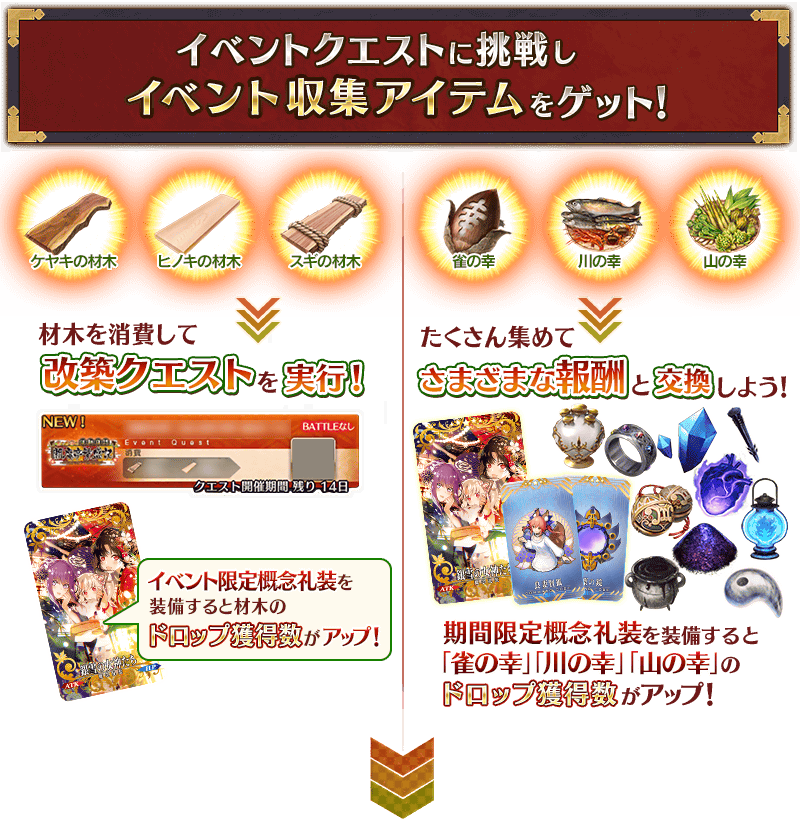 イベントクエストに挑戦し
イベント収集アイテムをゲット!
ケヤキの材木
ヒノキの材木
スギの材木
雀の幸
川の幸
山の幸
材木を消費して
改築クエストを実行!
NEW!
BATTLEなし
Event Quest
消費
クエスト開催期間 残り 14日
イベント限定概念礼装を
装備すると材木の
ドロップ獲得数がアップ!
ATK
たくさん集めて
さまざまな報酬と交換しよう!
ATK
良妻賢狐
期間限定概念礼装を装備すると
「雀の幸」「川の幸」「山の幸」の
ドロップ獲得数がアップ!